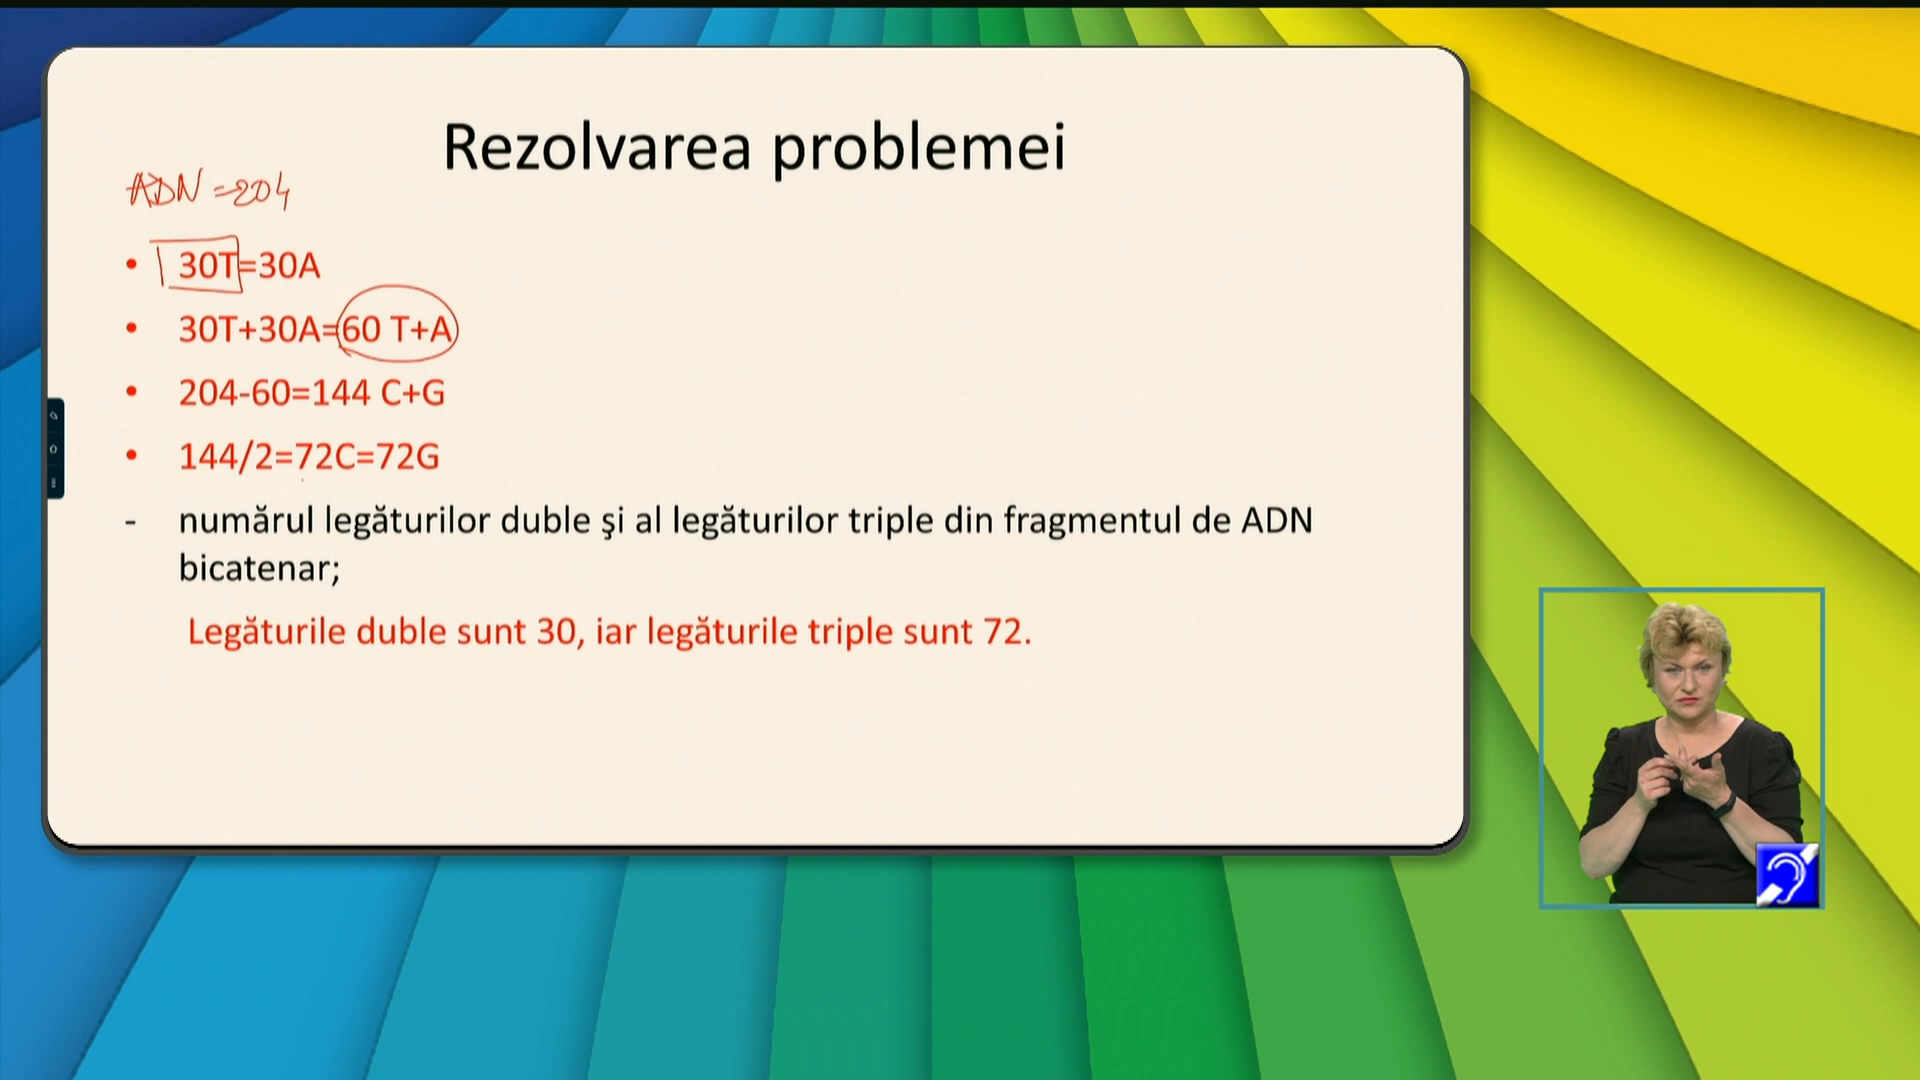 Rezolvarea problemei
ADN = 204
• 30T=30A
• 30T+30A=60 T+A
• 204-60=144 C+G
• 144/2=72C=72G
- numărul legăturilor duble şi al legăturilor triple din fragmentul de ADN
bicatenar;
Legăturile duble sunt 30, iar legăturile triple sunt 72.